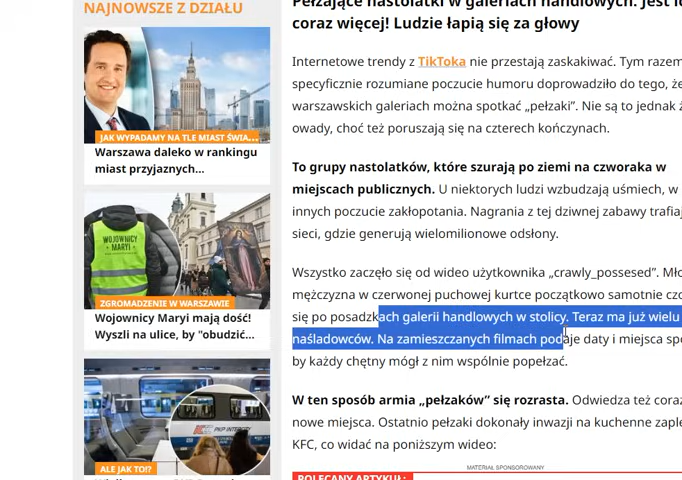 NAJNOWSZE Z DZIAŁU
JAK WYPADAMY NA TLE MIAST ŚWIA...
Warszawa daleko w rankingu
miast przyjaznych...
WOJOWNICY
MARYI
ZGROMADZENIE W WARSZAWIE
Wojownicy Maryi mają dość!
Wyszli na ulice, by "obudzić...
PKP INTERCITY
ALE JAK TO!?
Pełzające nastolatki w galeriach handlowych. Jest ic
coraz więcej! Ludzie łapią się za głowy
Internetowe trendy z TikToka nie przestają zaskakiwać. Tym razem
specyficznie rozumiane poczucie humoru doprowadziło do tego, że
warszawskich galeriach można spotkać „pełzaki”. Nie są to jednak ż
owady, choć też poruszają się na czterech kończynach.
To grupy nastolatków, które szurają po ziemi na czworaka w
miejscach publicznych. U niektórych ludzi wzbudzają uśmiech, w
innych poczucie zakłopotania. Nagrania z tej dziwnej zabawy trafiaj
sieci, gdzie generują wielomilionowe odsłony.
Wszystko zaczęło się od wideo użytkownika „crawly_possesed”. Mło
mężczyzna w czerwonej puchowej kurtce początkowo samotnie czo
się po posadzkach galerii handlowych w stolicy. Teraz ma już wielu
naśladowców. Na zamieszczanych filmach podaje daty i miejsca spo
by każdy chętny mógł z nim wspólnie popełzać.
W ten sposób armia „pełzaków” się rozrasta. Odwiedza też coraz
nowe miejsca. Ostatnio pełzaki dokonały inwazji na kuchenne zaple
KFC, co widać na poniższym wideo:
MATERIAŁ SPONSOROWANY
POLECANY ARTYKUŁ: